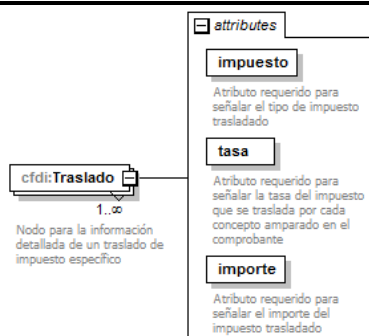 attributes
impuesto
Atributo requerido para
señalar el tipo de impuesto
trasladado
tasa
Atributo requerido para
señalar la tasa del impuesto
que se traslada por cada
concepto amparado en el
comprobante
importe
Atributo requerido para
señalar el importe del
impuesto trasladado
cfdi:Traslado
1..∞
Nodo para la información
detallada de un traslado de
impuesto específico